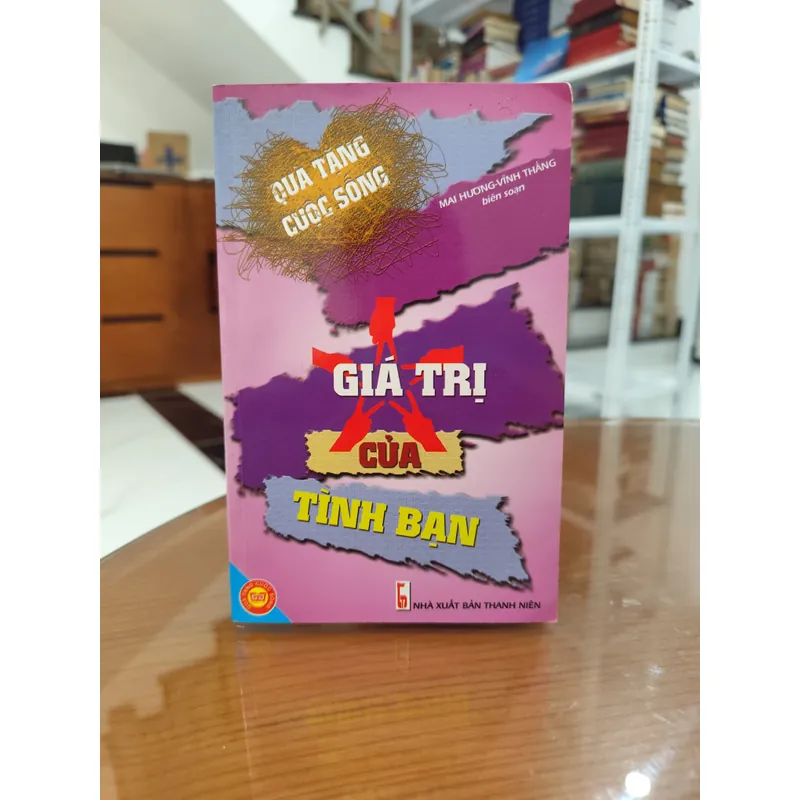 QUÀ TẶNG
CUỘC SỐNG
MAI HƯƠNG-VĨNH THẮNG
biên soạn
GIÁ TRỊ
CỦA
TÌNH BẠN
NHÀ XUẤT BẢN THANH NIÊN